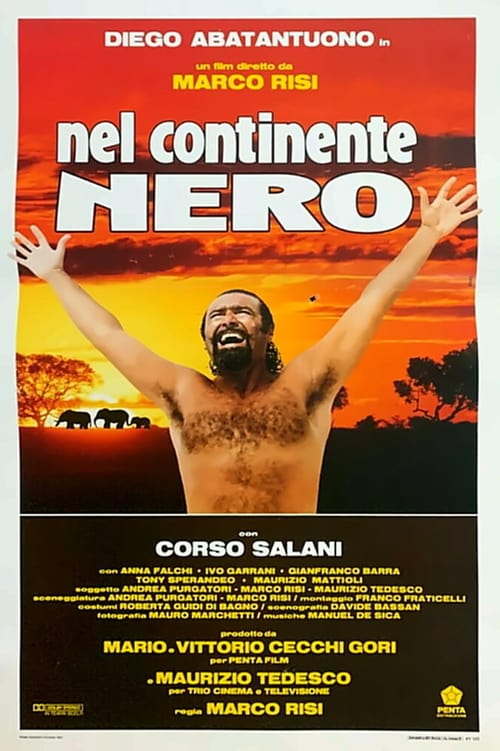 DIEGO ABATANTUONO in
un film diretto da
MARCO RISI
nel continente
NERO
con
CORSO SALANI
con ANNA FALCHI • IVO GARRANI • GIANFRANCO BARRA
TONY SPERANDEO • MAURIZIO MATTIOLI
soggetto ANDREA PURGATORI - MARCO RISI - MAURIZIO TEDESCO
sceneggiatura ANDREA PURGATORI - MARCO RISI / montaggio FRANCO FRATICELLI
costumi ROBERTA GUIDI DI BAGNO / scenografia DAVIDE BASSAN
fotografia MAURO MARCHETTI / musiche MANUEL DE SICA
prodotto da
MARIO e VITTORIO CECCHI GORI
per PENTA FILM
e MAURIZIO TEDESCO
per TRIO CINEMA e TELEVISIONE
regia MARCO RISI
DOLBY STEREO
PENTA
DISTRIBUZIONE